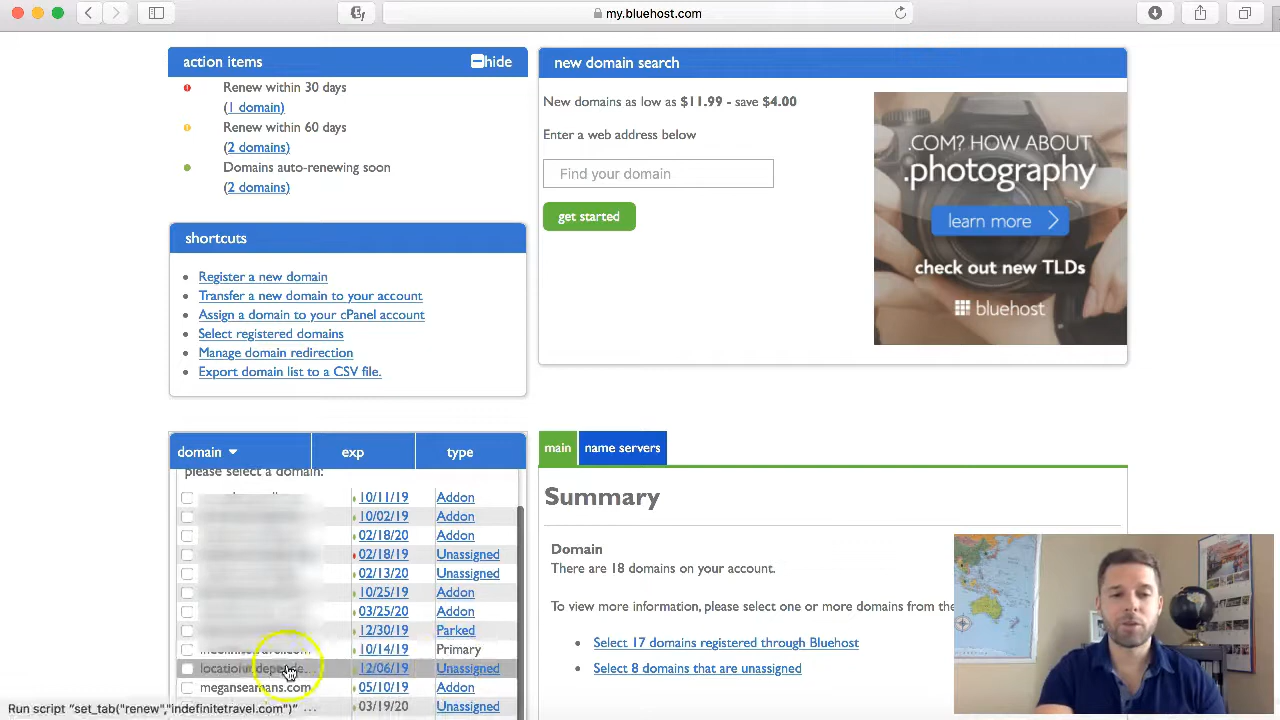 my.bluehost.com
action items
hide
Renew within 30 days
(1 domain)
Renew within 60 days
(2 domains)
Domains auto-renewing soon
(2 domains)
new domain search
New domains as low as $11.99 - save $4.00
Enter a web address below
Find your domain
get started
.COM? HOW ABOUT
.photography
learn more
check out new TLDs
bluehost
shortcuts
Register a new domain
Transfer a new domain to your account
Assign a domain to your cPanel account
Select registered domains
Manage domain redirection
Export domain list to a CSV file.
domain exp type
please select a domain:
10/11/19 Addon
10/02/19 Addon
02/18/20 Addon
02/18/19 Unassigned
02/13/20 Unassigned
10/25/19 Addon
03/25/20 Addon
12/30/19 Parked
indefinitetravel.com 10/14/19 Primary
12/06/19 Unassigned
megansearnans.com 05/10/19 Addon
03/19/20 Unassigned
main name servers
Summary
Domain
There are 18 domains on your account.
To view more information, please select one or more domains from the
Select 17 domains registered through Bluehost
Select 8 domains that are unassigned
Run script "set_tab("renew","indefinitetravel.com")"